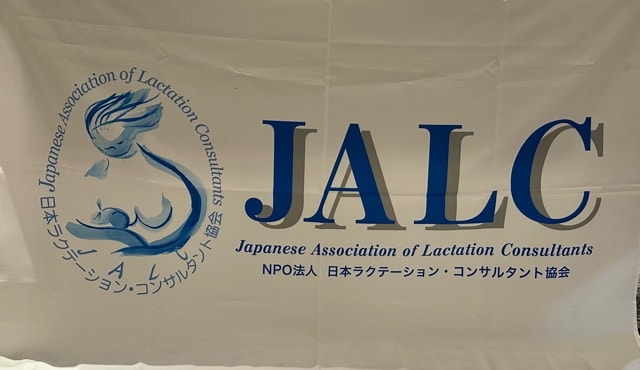 Japanese Association of Lactation Consultants
日本ラクテーション・コンサルタント協会
JALC
JALC
Japanese Association of Lactation Consultants
NPO法人 日本ラクテーション・コンサルタント協会